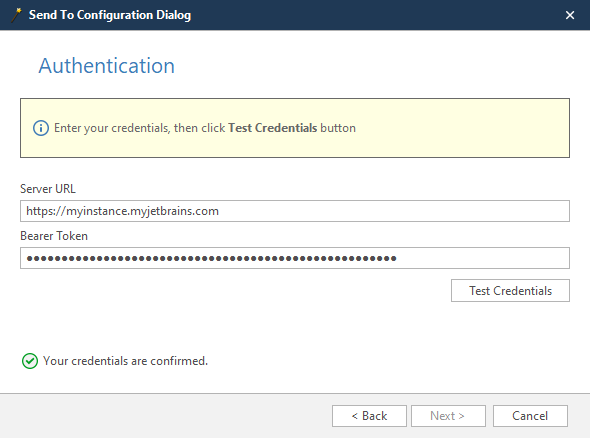 Send To Configuration Dialog
Authentication
Enter your credentials, then click Test Credentials button
Server URL
https://myinstance.myjetbrains.com
Bearer Token
●●●●●●●●●●●●●●●●●●●●●●●●●●●●●●●●●●●●●●●●●●●●●●●●●●●●●
Test Credentials
Your credentials are confirmed.
< Back Next > Cancel